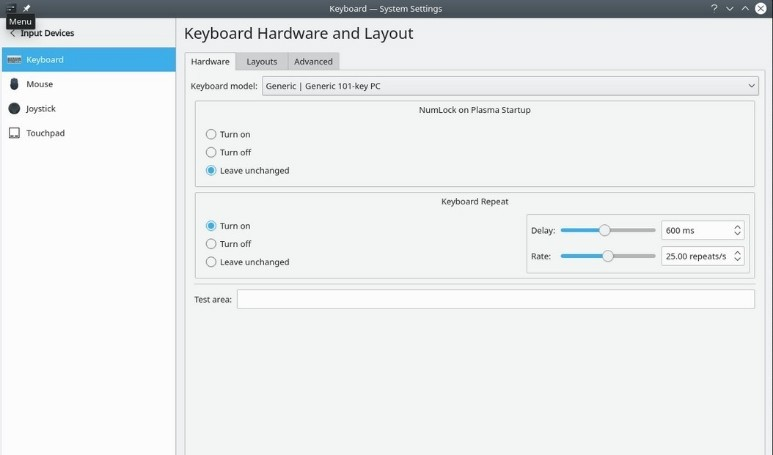 Keyboard — System Settings
?
Menu
Input Devices
Keyboard
Mouse
Joystick
Touchpad
Keyboard Hardware and Layout
Hardware Layouts Advanced
Keyboard model: Generic | Generic 101-key PC
NumLock on Plasma Startup
Turn on
Turn off
Leave unchanged
Keyboard Repeat
Turn on
Turn off
Leave unchanged
Delay: 600 ms
Rate: 25.00 repeats/s
Test area: